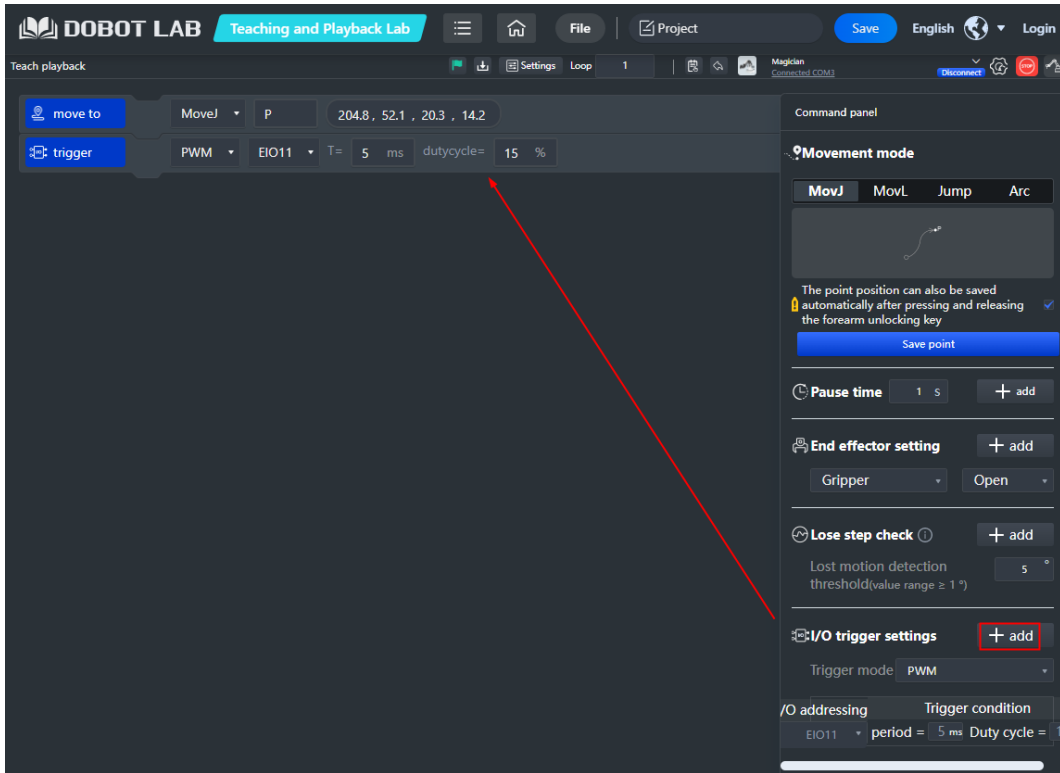 DOBOT LAB Teaching and Playback Lab File Project Save English Login
Teach playback Settings Loop 1 Magician
Connected COM3 Disconnect STOP
move to MoveJ P 204.8 , 52.1 , 20.3 , 14.2
trigger PWM EIO11 T= 5 ms dutycycle= 15 %
Command panel
Movement mode
MovJ MovL Jump Arc
The point position can also be saved
automatically after pressing and releasing
the forearm unlocking key
Save point
Pause time 1 s + add
End effector setting + add
Gripper Open
Lose step check + add
Lost motion detection 5 °
threshold(value range ≥ 1 °)
I/O trigger settings + add
Trigger mode PWM
/O addressing Trigger condition
EIO11 period = 5 ms Duty cycle = 1